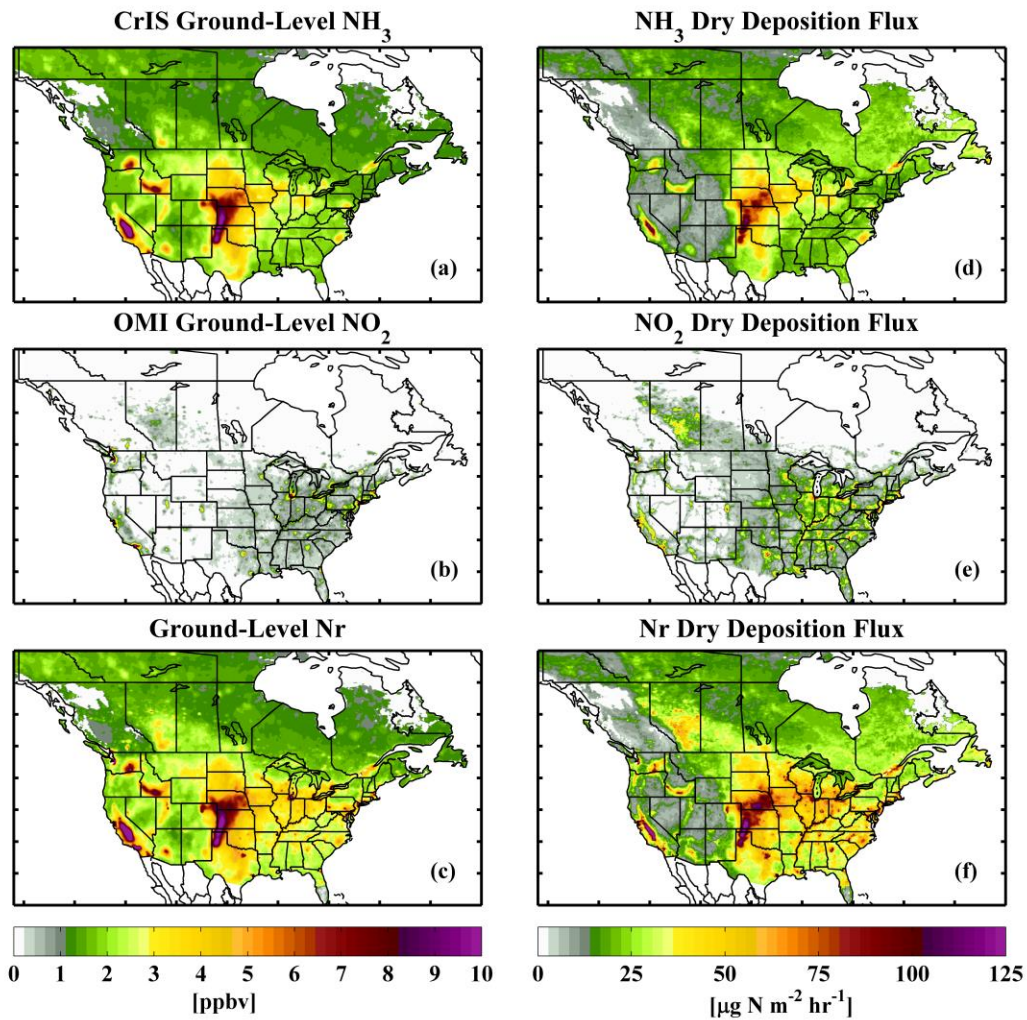 CrIS Ground-Level NH₃
NH₃ Dry Deposition Flux
(a)
(d)
OMI Ground-Level NO₂
NO₂ Dry Deposition Flux
(b)
(e)
Ground-Level Nr
Nr Dry Deposition Flux
(c)
(f)
0 1 2 3 4 5 6 7 8 9 10
[ppbv]
0 25 50 75 100 125
[μg N m⁻² hr⁻¹]